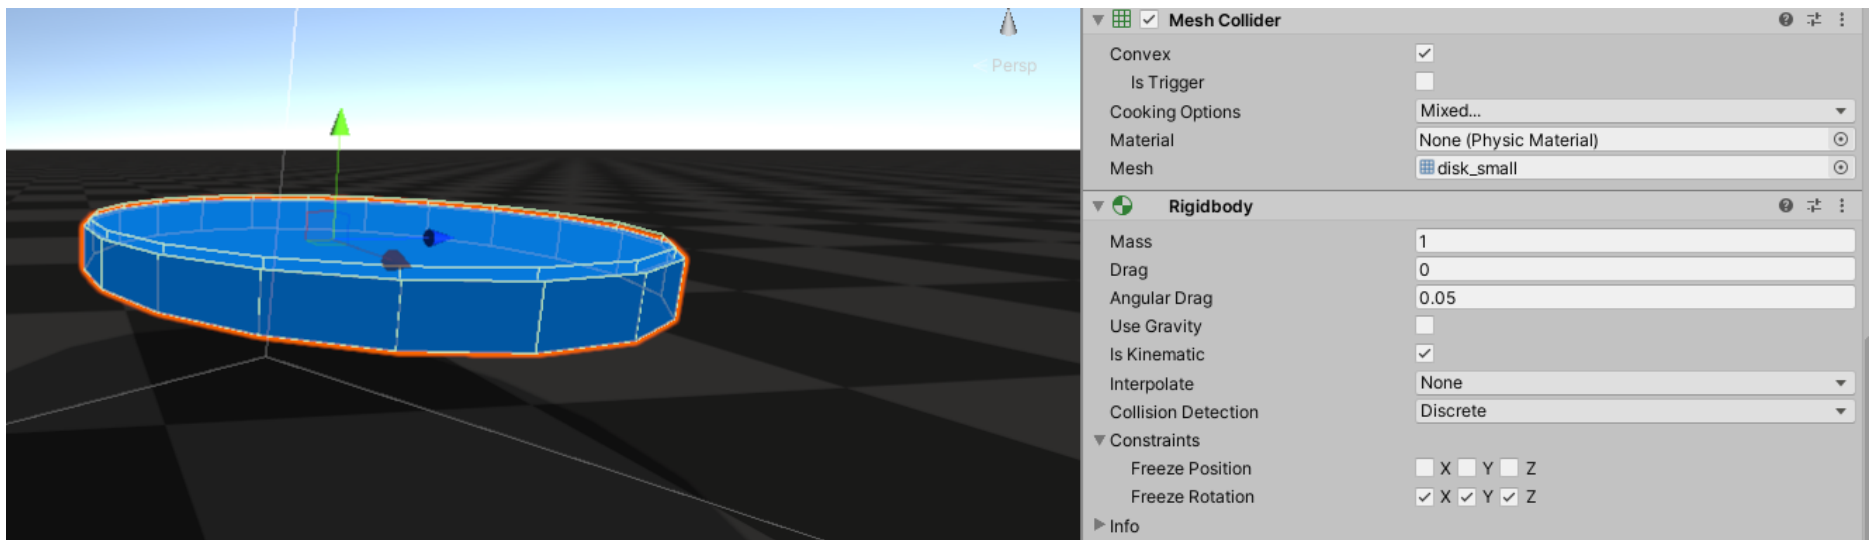 Persp
Mesh Collider
Convex
Is Trigger
Cooking Options Mixed...
Material None (Physic Material)
Mesh disk_small
Rigidbody
Mass 1
Drag 0
Angular Drag 0.05
Use Gravity
Is Kinematic
Interpolate None
Collision Detection Discrete
Constraints
Freeze Position X Y Z
Freeze Rotation X Y Z
Info